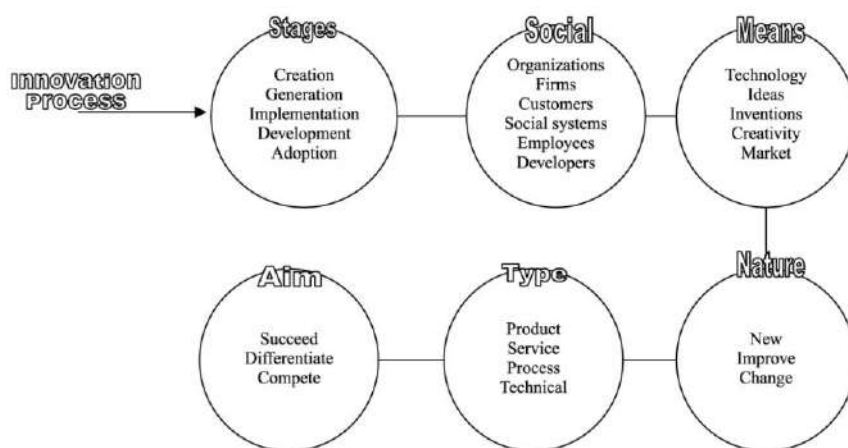 Innovation
Process
Stages
Creation
Generation
Implementation
Development
Adoption
Social
Organizations
Firms
Customers
Social systems
Employees
Developers
Means
Technology
Ideas
Inventions
Creativity
Market
Aim
Succeed
Differentiate
Compete
Type
Product
Service
Process
Technical
Nature
New
Improve
Change